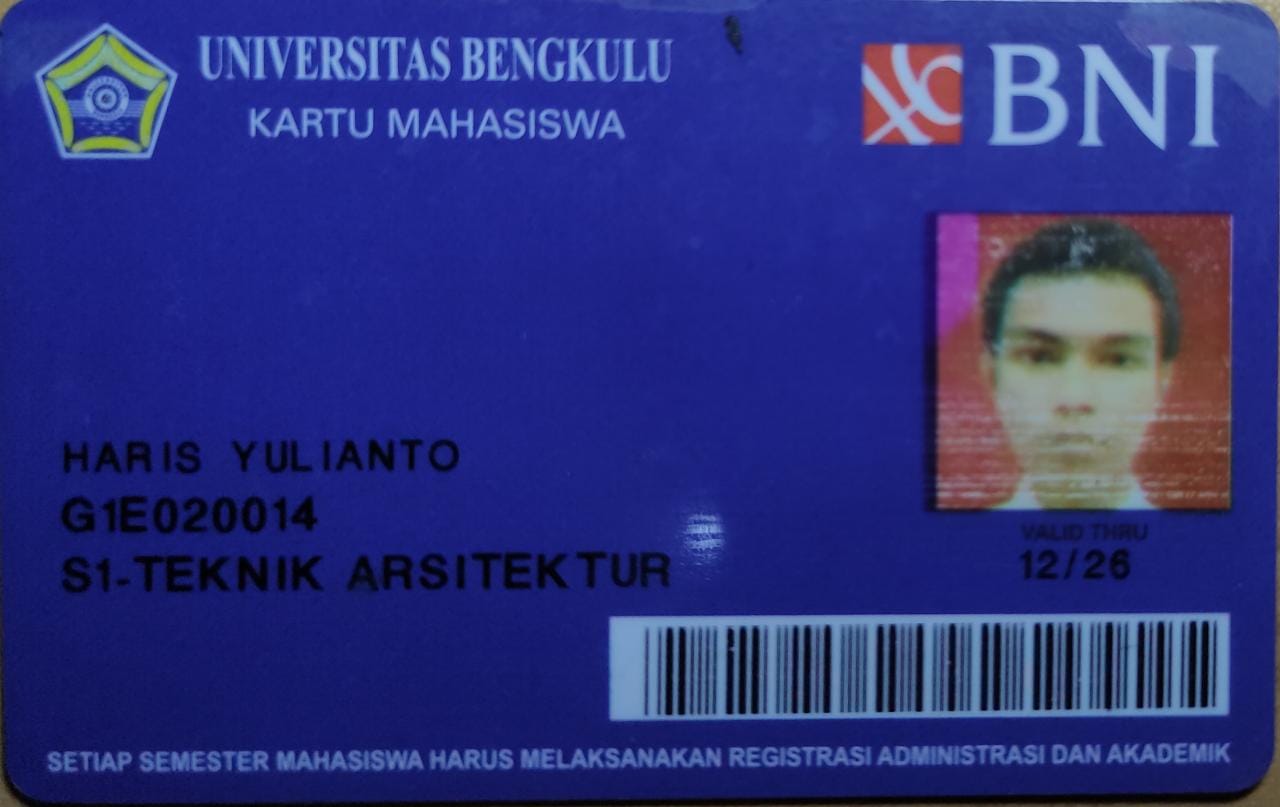 UNIVERSITAS BENGKULU
KARTU MAHASISWA
BNI
HARIS YULIANTO
G1E020014
S1-TEKNIK ARSITEKTUR
VALID THRU
12/26
SETIAP SEMESTER MAHASISWA HARUS MELAKSANAKAN REGISTRASI ADMINISTRASI DAN AKADEMIK